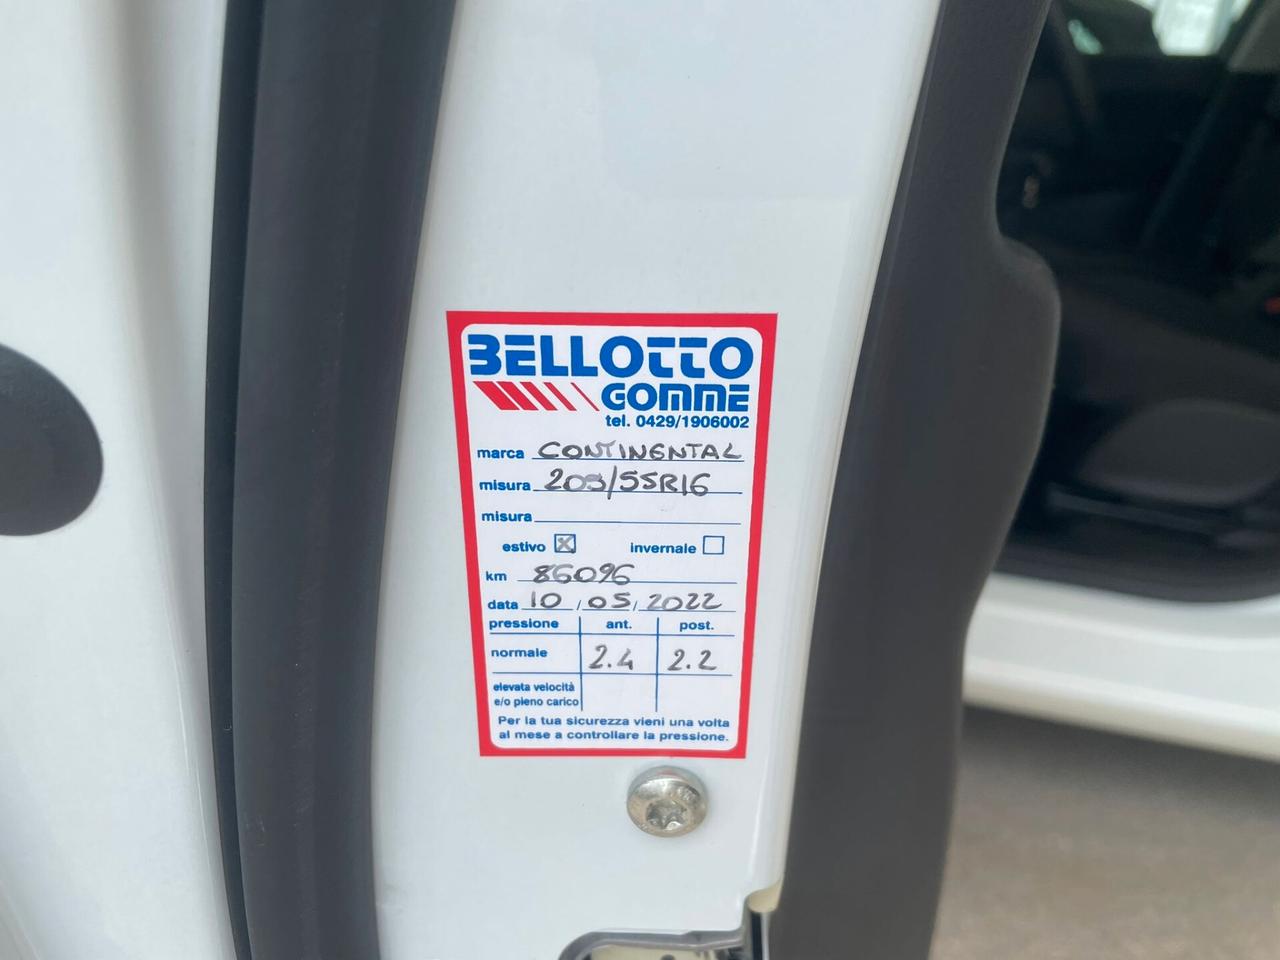 BELLOTTO
GOMME
tel. 0429/1906002
marca CONTINENTAL
misura 205/55R16
misura
estivo ☒ invernale ☐
km 86096
data 10/05/2022
pressione ant. post.
normale 2.4 2.2
elevata velocità
e/o pieno carico
Per la tua sicurezza vieni una volta
al mese a controllare la pressione.